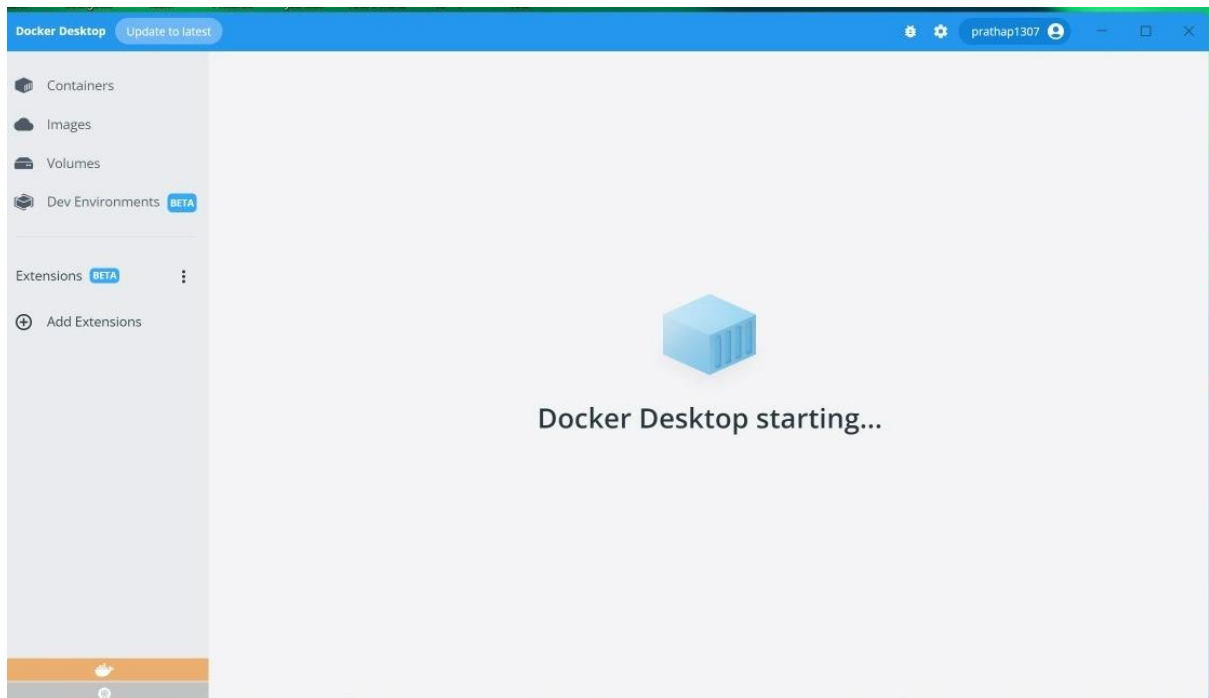 Docker Desktop Update to latest prathap1307
Containers
Images
Volumes
Dev Environments BETA
Extensions BETA
Add Extensions
Docker Desktop starting...